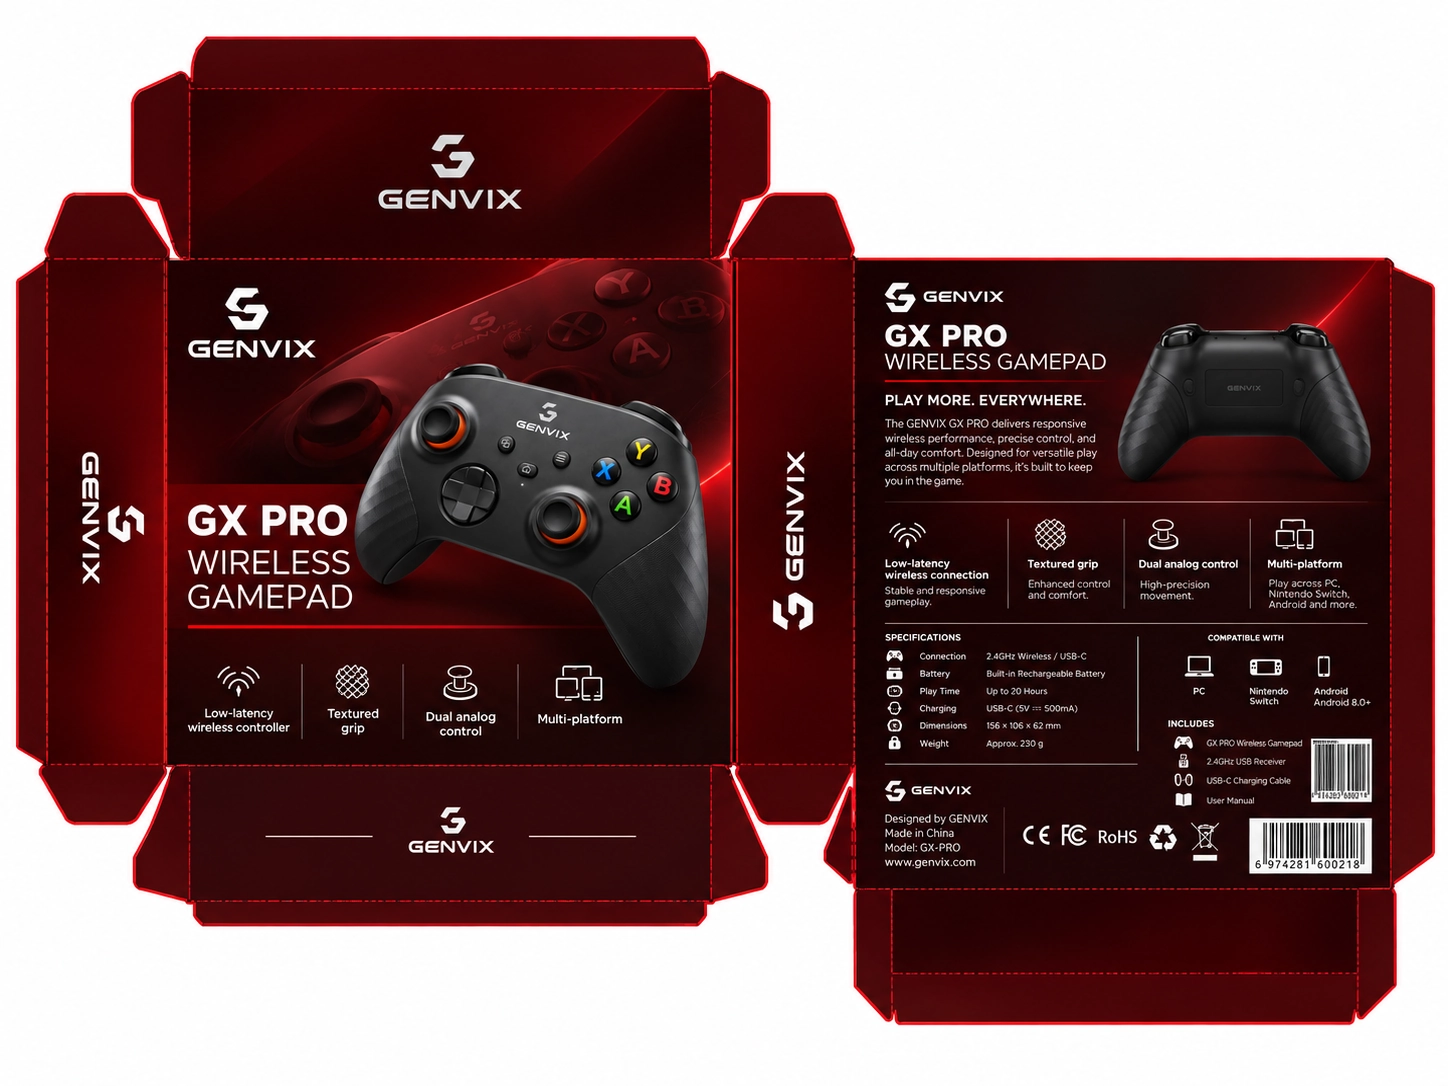 GENVIX
GENVIX
GENVIX
Y
B
X
A
GENVIX
Y
X
B
A
GX PRO
WIRELESS
GAMEPAD
Low-latency
wireless controller
Textured
grip
Dual analog
control
Multi-platform
GENVIX
GENVIX
GENVIX
GX PRO
WIRELESS GAMEPAD
PLAY MORE. EVERYWHERE.
The GENVIX GX PRO delivers responsive
wireless performance, precise control, and
all-day comfort. Designed for versatile play
across multiple platforms, it's built to keep
you in the game.
GENVIX
Low-latency
wireless connection
Stable and responsive
gameplay.
Textured grip
Enhanced control
and comfort.
Dual analog control
High-precision
movement.
Multi-platform
Play across PC,
Nintendo Switch,
Android and more.
SPECIFICATIONS
Connection 2.4GHz Wireless / USB-C
Battery Built-in Rechargeable Battery
Play Time Up to 20 Hours
Charging USB-C (5V ⎓ 500mA)
Dimensions 156 × 106 × 62 mm
Weight Approx. 230 g
COMPATIBLE WITH
PC
Nintendo
Switch
Android
Android 8.0+
INCLUDES
GX PRO Wireless Gamepad
2.4GHz USB Receiver
USB-C Charging Cable
User Manual
GENVIX
Designed by GENVIX
Made in China
Model: GX-PRO
www.genvix.com
CE FC RoHS
6 974281 600218